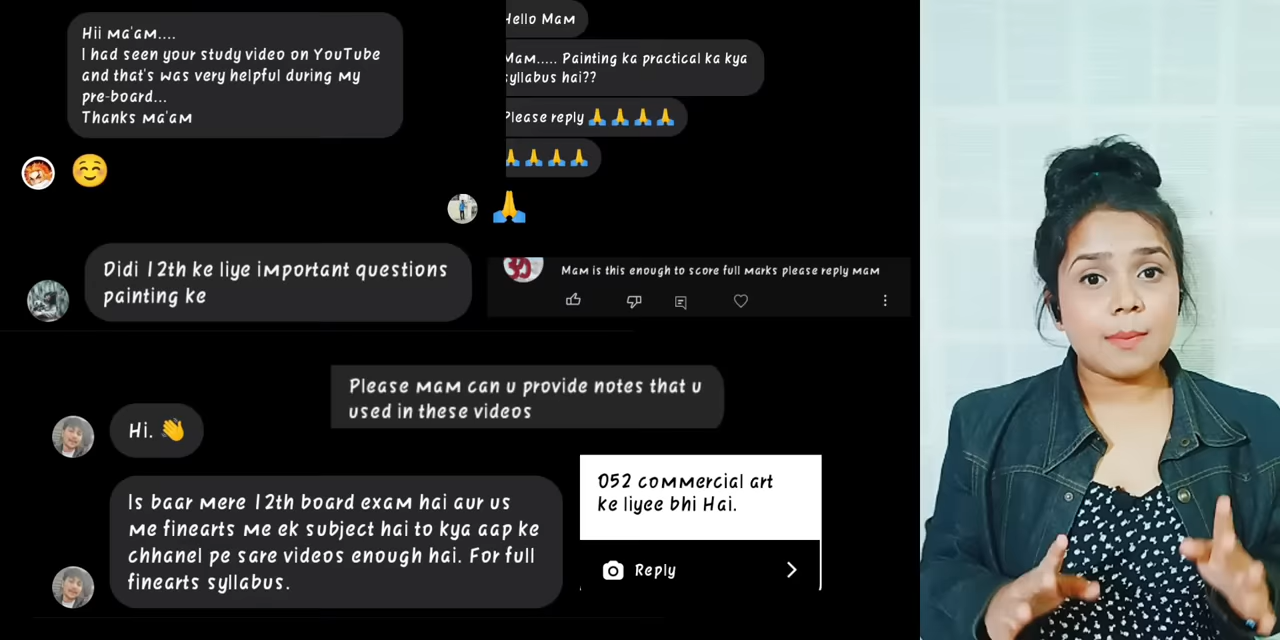 Hii ma'am....
I had seen your study video on YouTube
and that's was very helpful during my
pre-board...
Thanks ma'am
Hello Mam
Mam..... Painting ka practical ka kya
syllabus hai??
Please reply 🙏🙏🙏🙏
🙏🙏🙏🙏
Didi 12th ke liye important questions
painting ke
Mam is this enough to score full marks please reply mam
Please mam can u provide notes that u
used in these videos
Hi. 👋
Is baar mere 12th board exam hai aur us
me finearts me ek subject hai to kya aap ke
chhanel pe sare videos enough hai. For full
finearts syllabus.
052 commercial art
ke liyee bhi Hai.
Reply